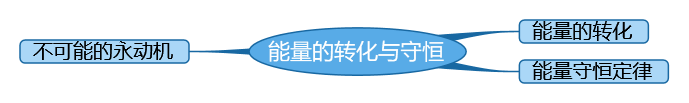 能量的转化与守恒
不可能的永动机
能量的转化
能量守恒定律